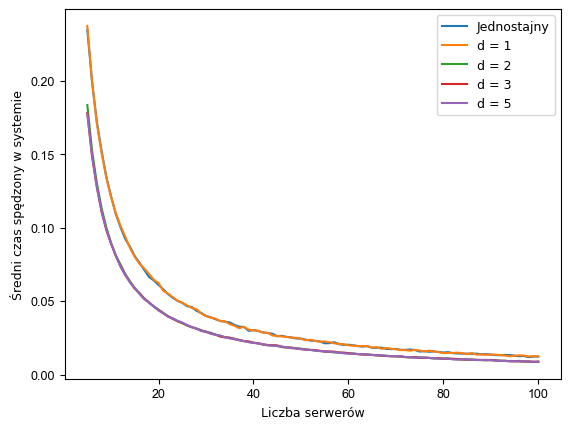 Jednostajny
d = 1
d = 2
d = 3
d = 5
Średni czas spędzony w systemie
0.20
0.15
0.10
0.05
0.00
20
40
60
80
100
Liczba serwerów